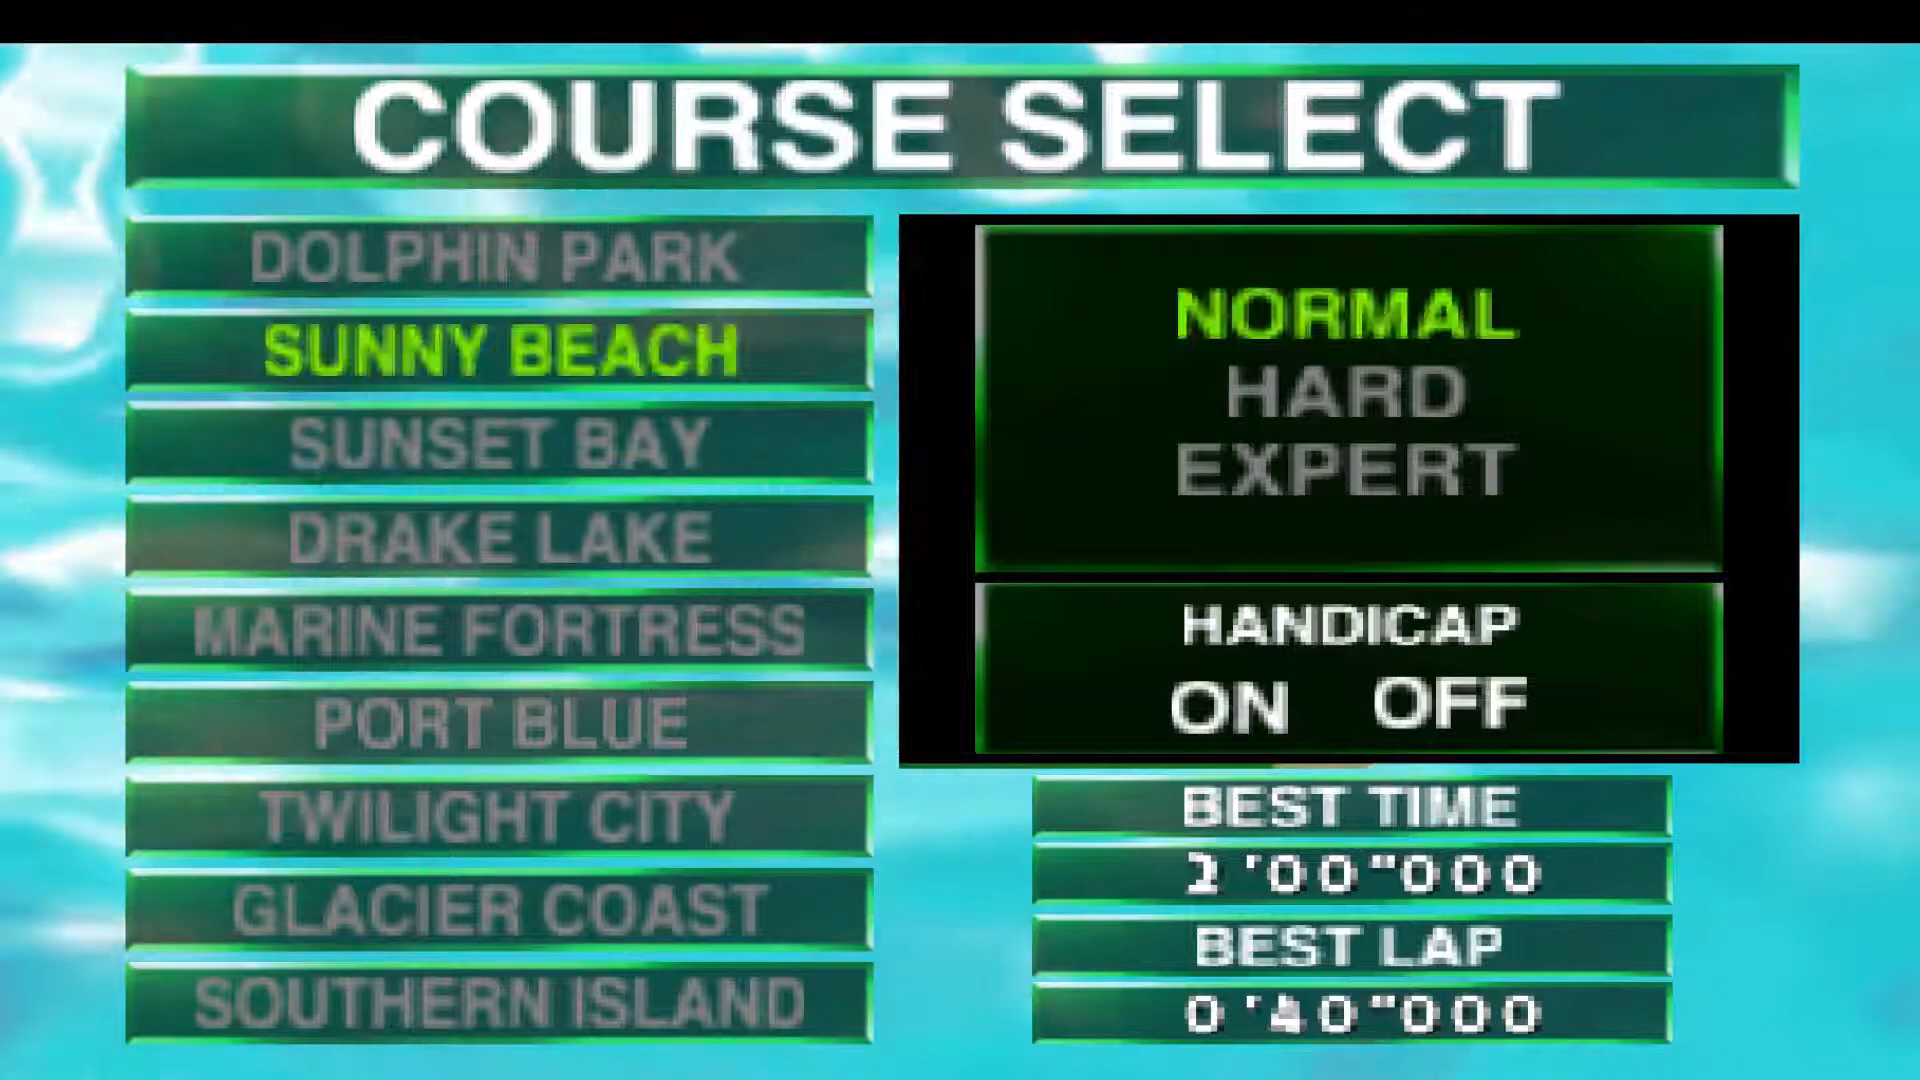 COURSE SELECT
DOLPHIN PARK
SUNNY BEACH
SUNSET BAY
DRAKE LAKE
MARINE FORTRESS
PORT BLUE
TWILIGHT CITY
GLACIER COAST
SOUTHERN ISLAND
NORMAL
HARD
EXPERT
HANDICAP
ON OFF
BEST TIME
2'00"000
BEST LAP
0'40"000